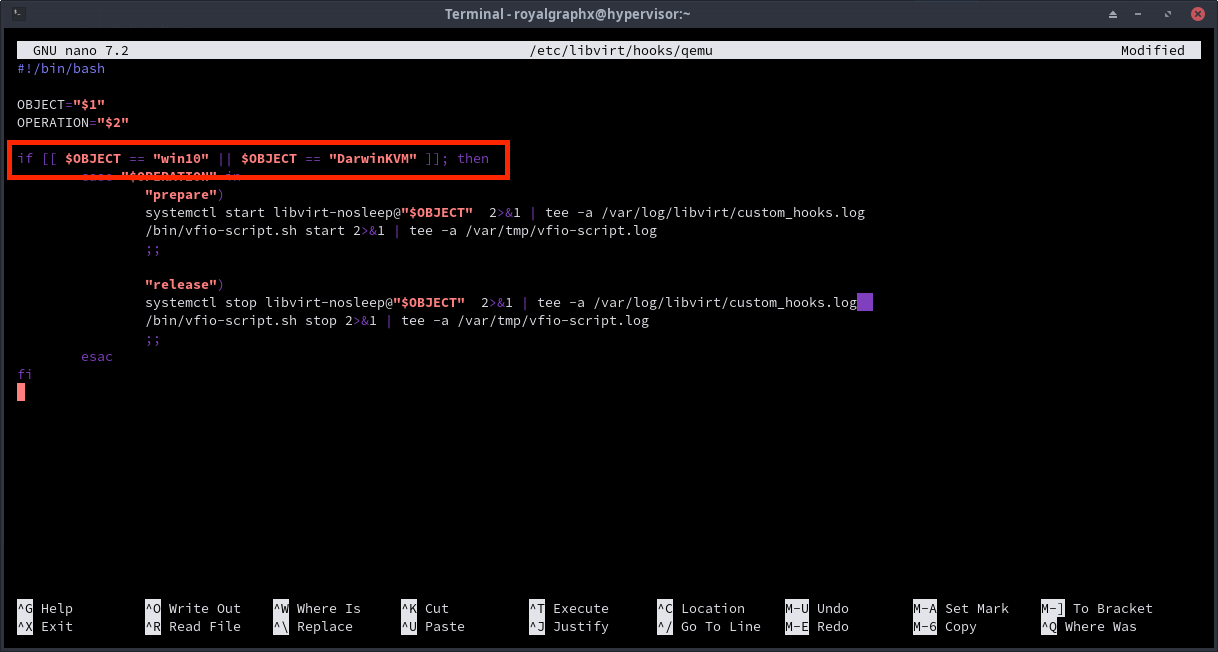 Terminal - royalgraphx@hypervisor:~
GNU nano 7.2 /etc/libvirt/hooks/qemu Modified
#!/bin/bash
OBJECT="$1"
OPERATION="$2"
if [[ $OBJECT == "win10" || $OBJECT == "DarwinKVM" ]]; then
case "$OPERATION" in
"prepare")
systemctl start libvirt-nosleep@"$OBJECT"  2>&1 | tee -a /var/log/libvirt/custom_hooks.log
/bin/vfio-script.sh start 2>&1 | tee -a /var/tmp/vfio-script.log
;;
"release")
systemctl stop libvirt-nosleep@"$OBJECT"  2>&1 | tee -a /var/log/libvirt/custom_hooks.log
/bin/vfio-script.sh stop 2>&1 | tee -a /var/tmp/vfio-script.log
;;
esac
fi
^G Help ^O Write Out ^W Where Is ^K Cut ^T Execute ^C Location M-U Undo M-A Set Mark M-] To Bracket
^X Exit ^R Read File ^\ Replace ^U Paste ^J Justify ^/ Go To Line M-E Redo M-6 Copy ^Q Where Was